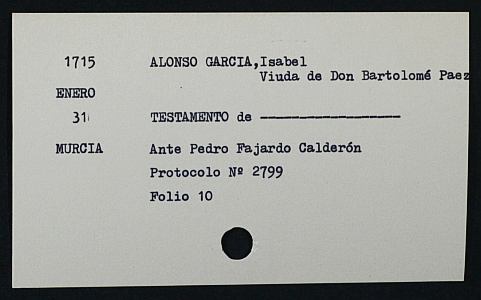 1715 ALONSO GARCIA,Isabel
Viuda de Don Bartolomé Paez
ENERO
31 TESTAMENTO de ------------------
MURCIA Ante Pedro Fajardo Calderón
Protocolo Nº 2799
Folio 10